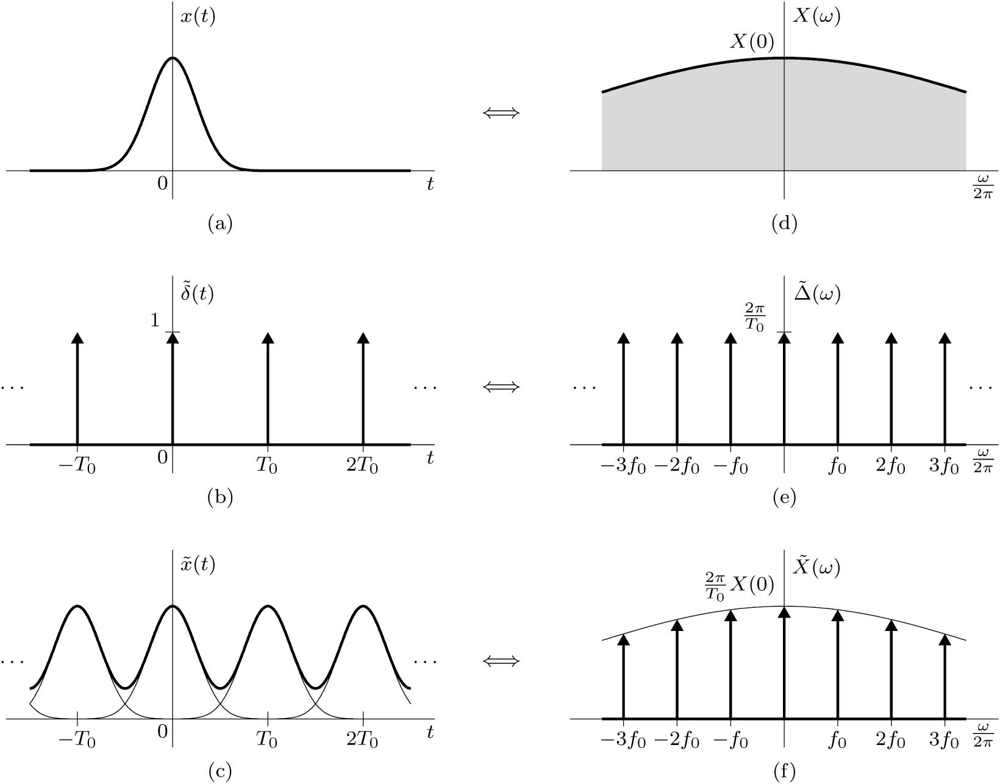 x(t) X(ω)
X(0)
⟺
0 t ω/2π
(a) (d)
δ̃(t) Δ̃(ω)
1 2π/T₀
··· ··· ⟺ ··· ···
−T₀ 0 T₀ 2T₀ t −3f₀ −2f₀ −f₀ f₀ 2f₀ 3f₀ ω/2π
(b) (e)
x̃(t) X̃(ω)
2π/T₀ X(0)
··· ··· ⟺
−T₀ 0 T₀ 2T₀ t −3f₀ −2f₀ −f₀ f₀ 2f₀ 3f₀ ω/2π
(c) (f)